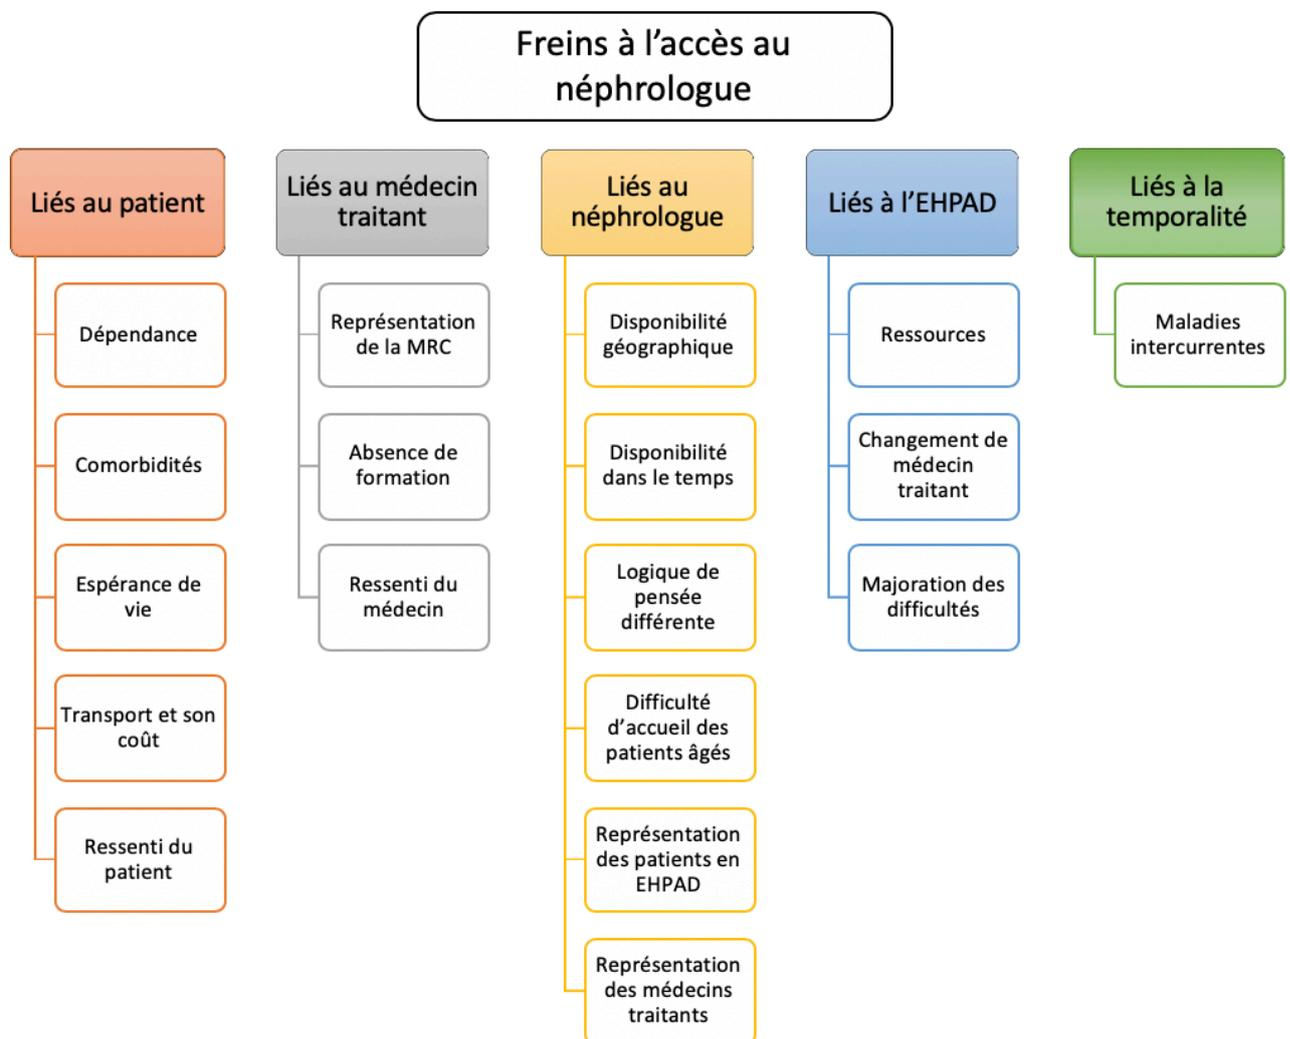 Freins à l’accès au
néphrologue
Liés au patient
Dépendance
Comorbidités
Espérance de
vie
Transport et son
coût
Ressenti du
patient
Liés au médecin
traitant
Représentation
de la MRC
Absence de
formation
Ressenti du
médecin
Liés au
néphrologue
Disponibilité
géographique
Disponibilité
dans le temps
Logique de
pensée
différente
Difficulté
d’accueil des
patients âgés
Représentation
des patients en
EHPAD
Représentation
des médecins
traitants
Liés à l’EHPAD
Ressources
Changement de
médecin
traitant
Majoration des
difficultés
Liés à la
temporalité
Maladies
intercurrentes